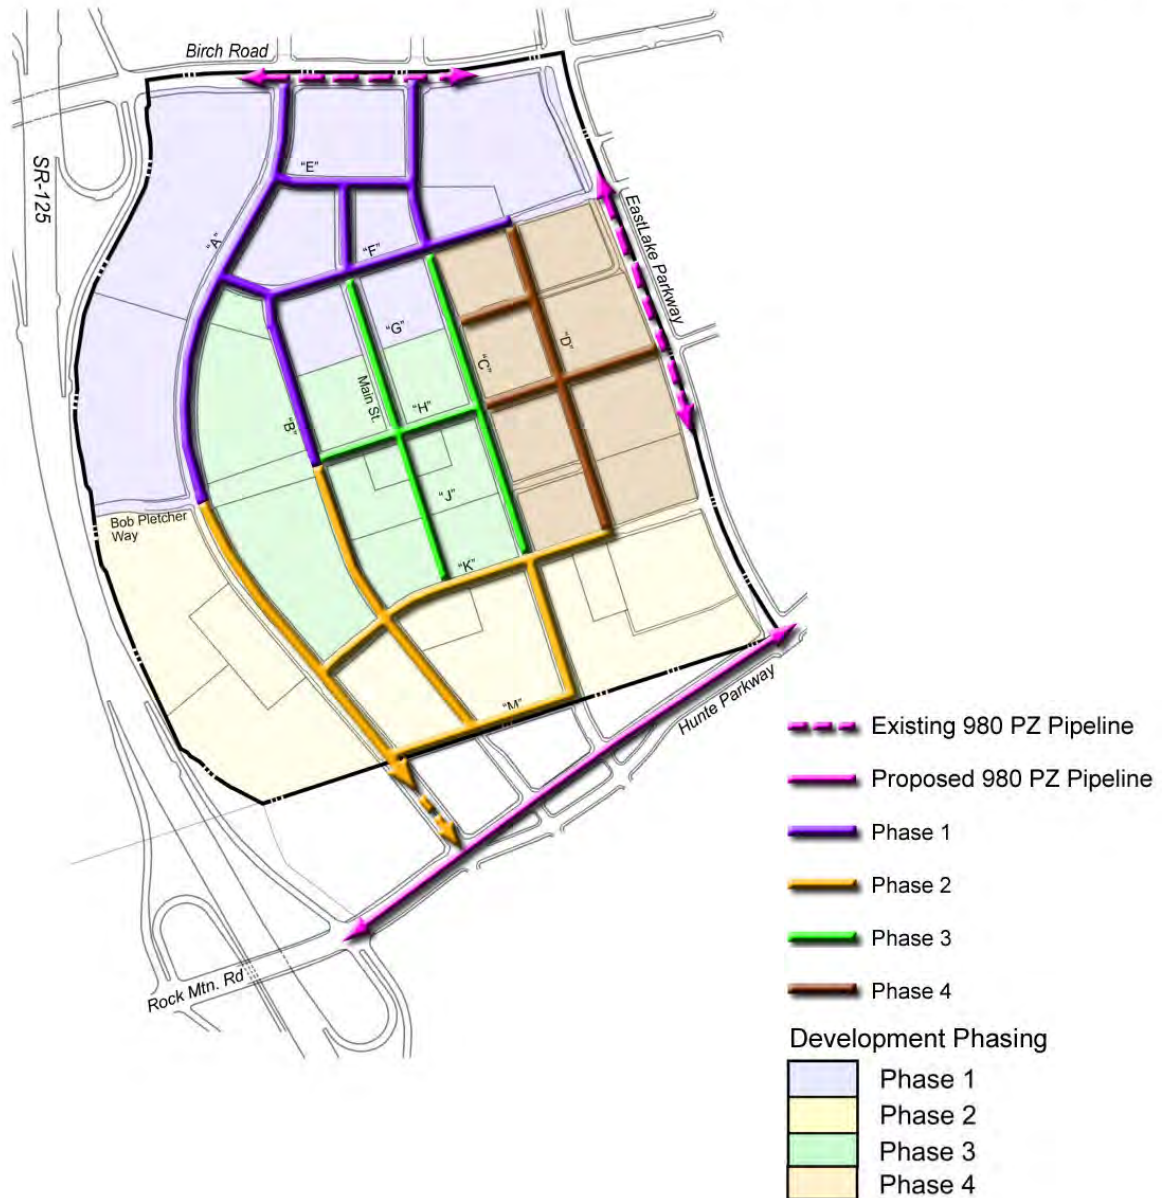 Birch Road
SR-125
"E"
"A"
"F"
EastLake Parkway
"G"
"D"
"C"
Main St.
"H"
"B"
"J"
Bob Pletcher
Way
"K"
"M"
Hunte Parkway
Rock Mtn. Rd
Existing 980 PZ Pipeline
Proposed 980 PZ Pipeline
Phase 1
Phase 2
Phase 3
Phase 4
Development Phasing
Phase 1
Phase 2
Phase 3
Phase 4